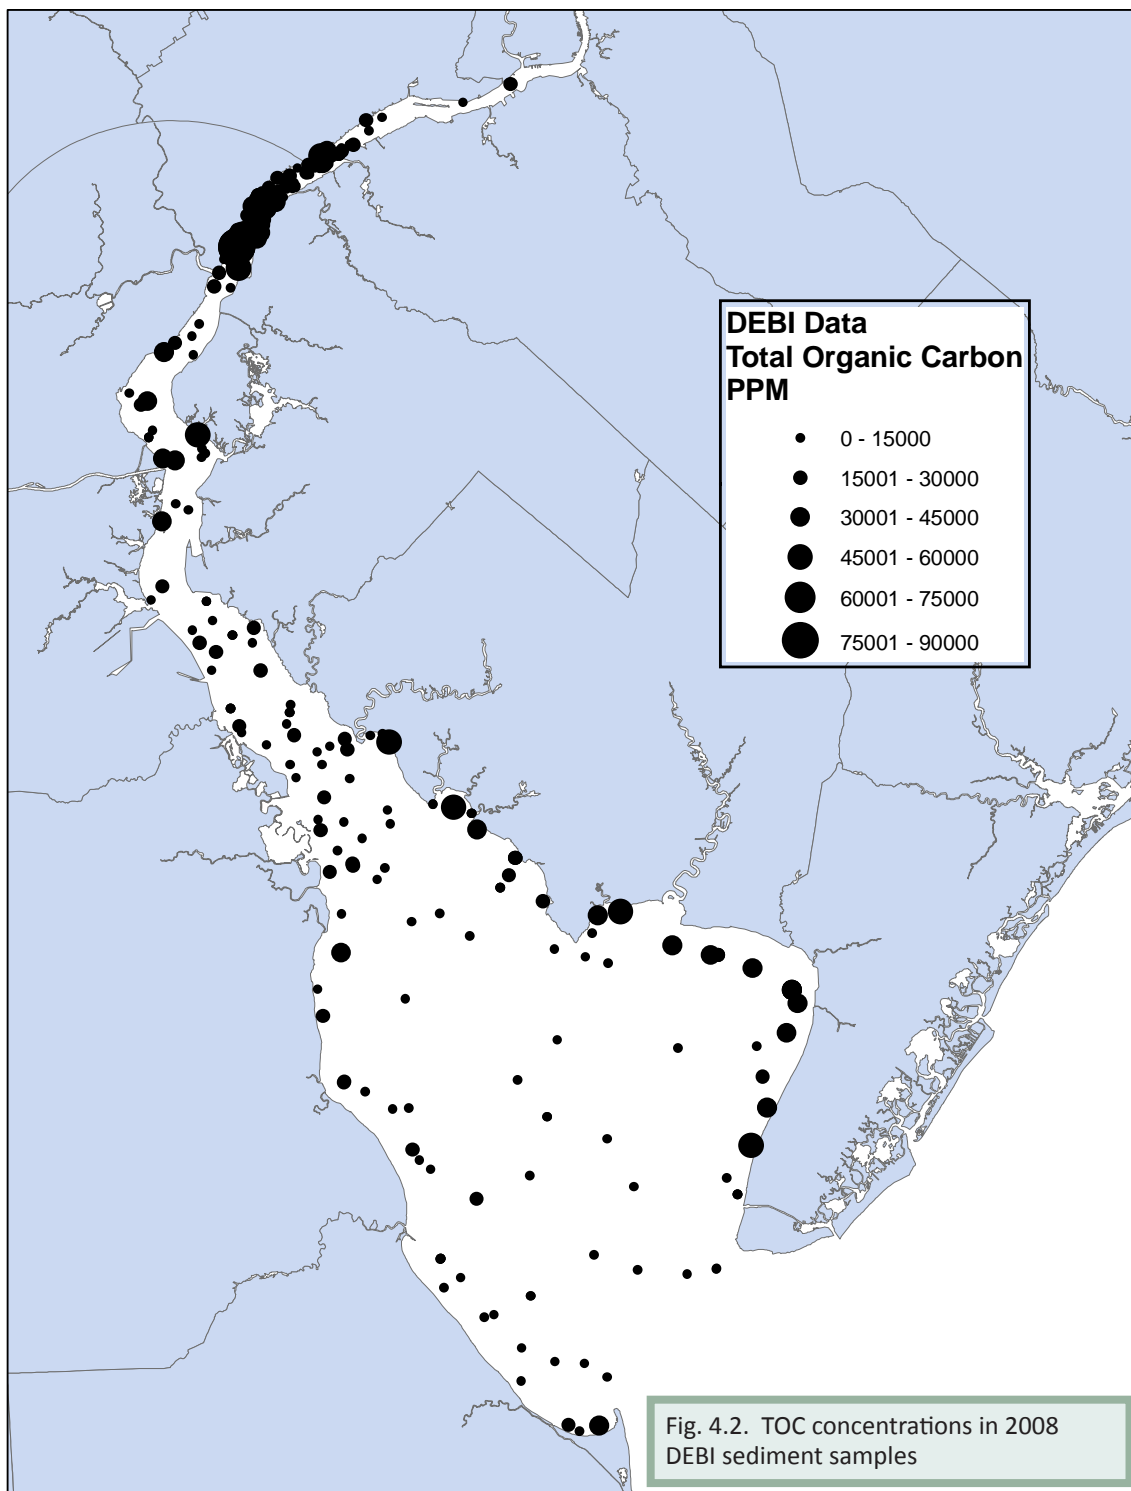 DEBI Data
Total Organic Carbon
PPM
0 - 15000
15001 - 30000
30001 - 45000
45001 - 60000
60001 - 75000
75001 - 90000
Fig. 4.2.  TOC concentrations in 2008
DEBI sediment samples